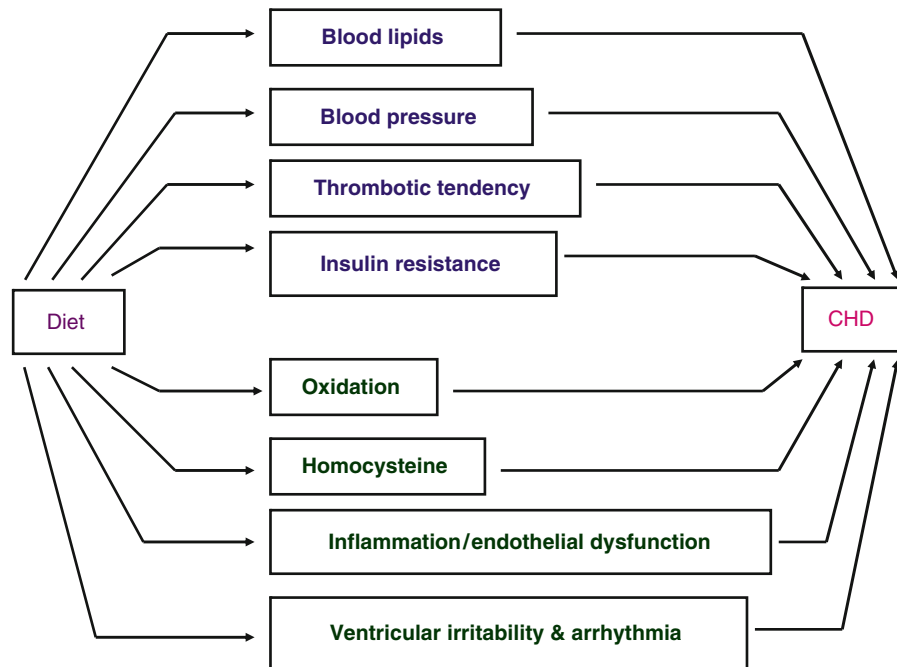 Blood lipids
Blood pressure
Thrombotic tendency
Insulin resistance
Diet
CHD
Oxidation
Homocysteine
Inflammation/endothelial dysfunction
Ventricular irritability & arrhythmia